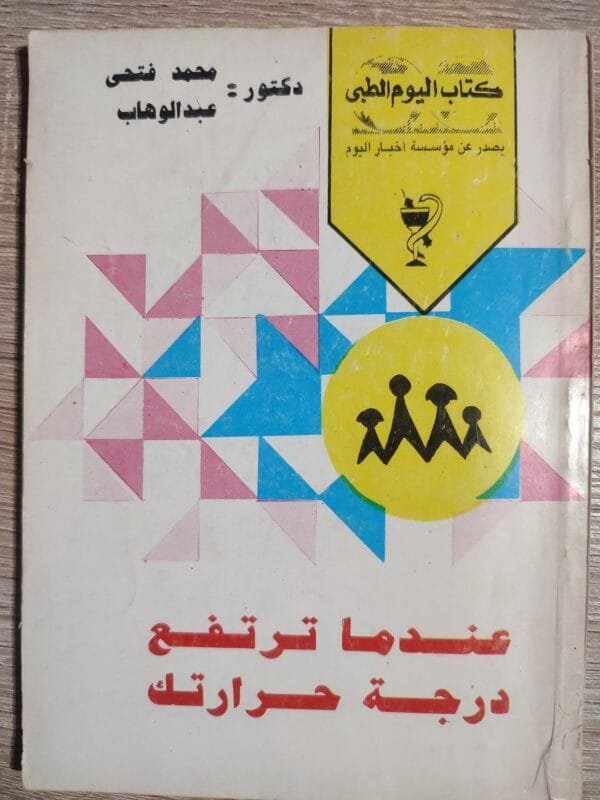 كتاب اليوم الطبى
يصدر عن مؤسسة أخبار اليوم
دكتور : محمد فتحى
عبدالوهاب
عندما ترتفع
درجة حرارتك